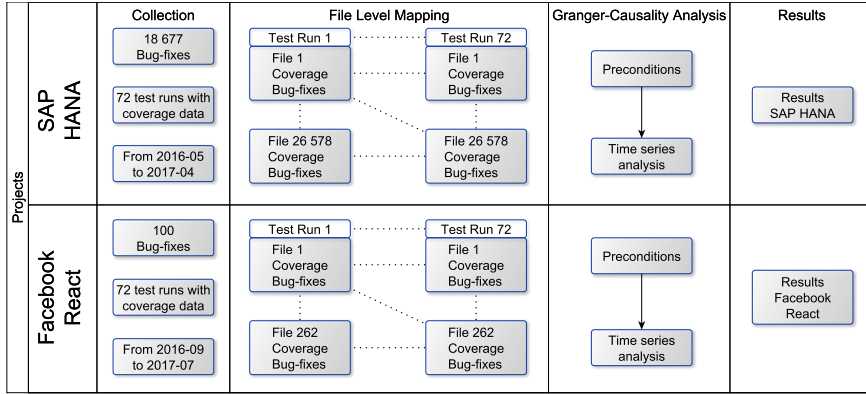 Collection
File Level Mapping
Granger-Causality Analysis
Results
Projects
SAP
HANA
18 677
Bug-fixes
72 test runs with
coverage data
From 2016-05
to 2017-04
Test Run 1
File 1
Coverage
Bug-fixes
Test Run 72
File 1
Coverage
Bug-fixes
File 26 578
Coverage
Bug-fixes
File 26 578
Coverage
Bug-fixes
Preconditions
Time series
analysis
Results
SAP HANA
Facebook
React
100
Bug-fixes
72 test runs with
coverage data
From 2016-09
to 2017-07
Test Run 1
File 1
Coverage
Bug-fixes
Test Run 72
File 1
Coverage
Bug-fixes
File 262
Coverage
Bug-fixes
File 262
Coverage
Bug-fixes
Preconditions
Time series
analysis
Results
Facebook
React